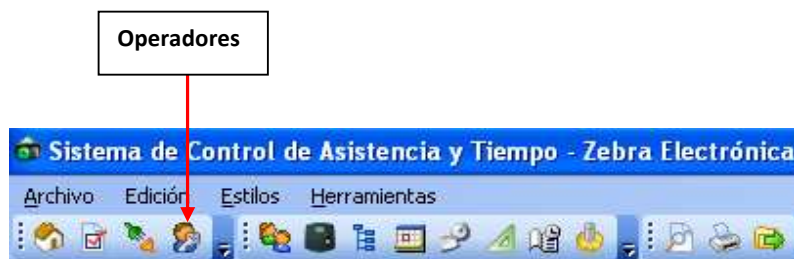 Operadores
Sistema de Control de Asistencia y Tiempo - Zebra Electrónica
Archivo Edición Estilos Herramientas